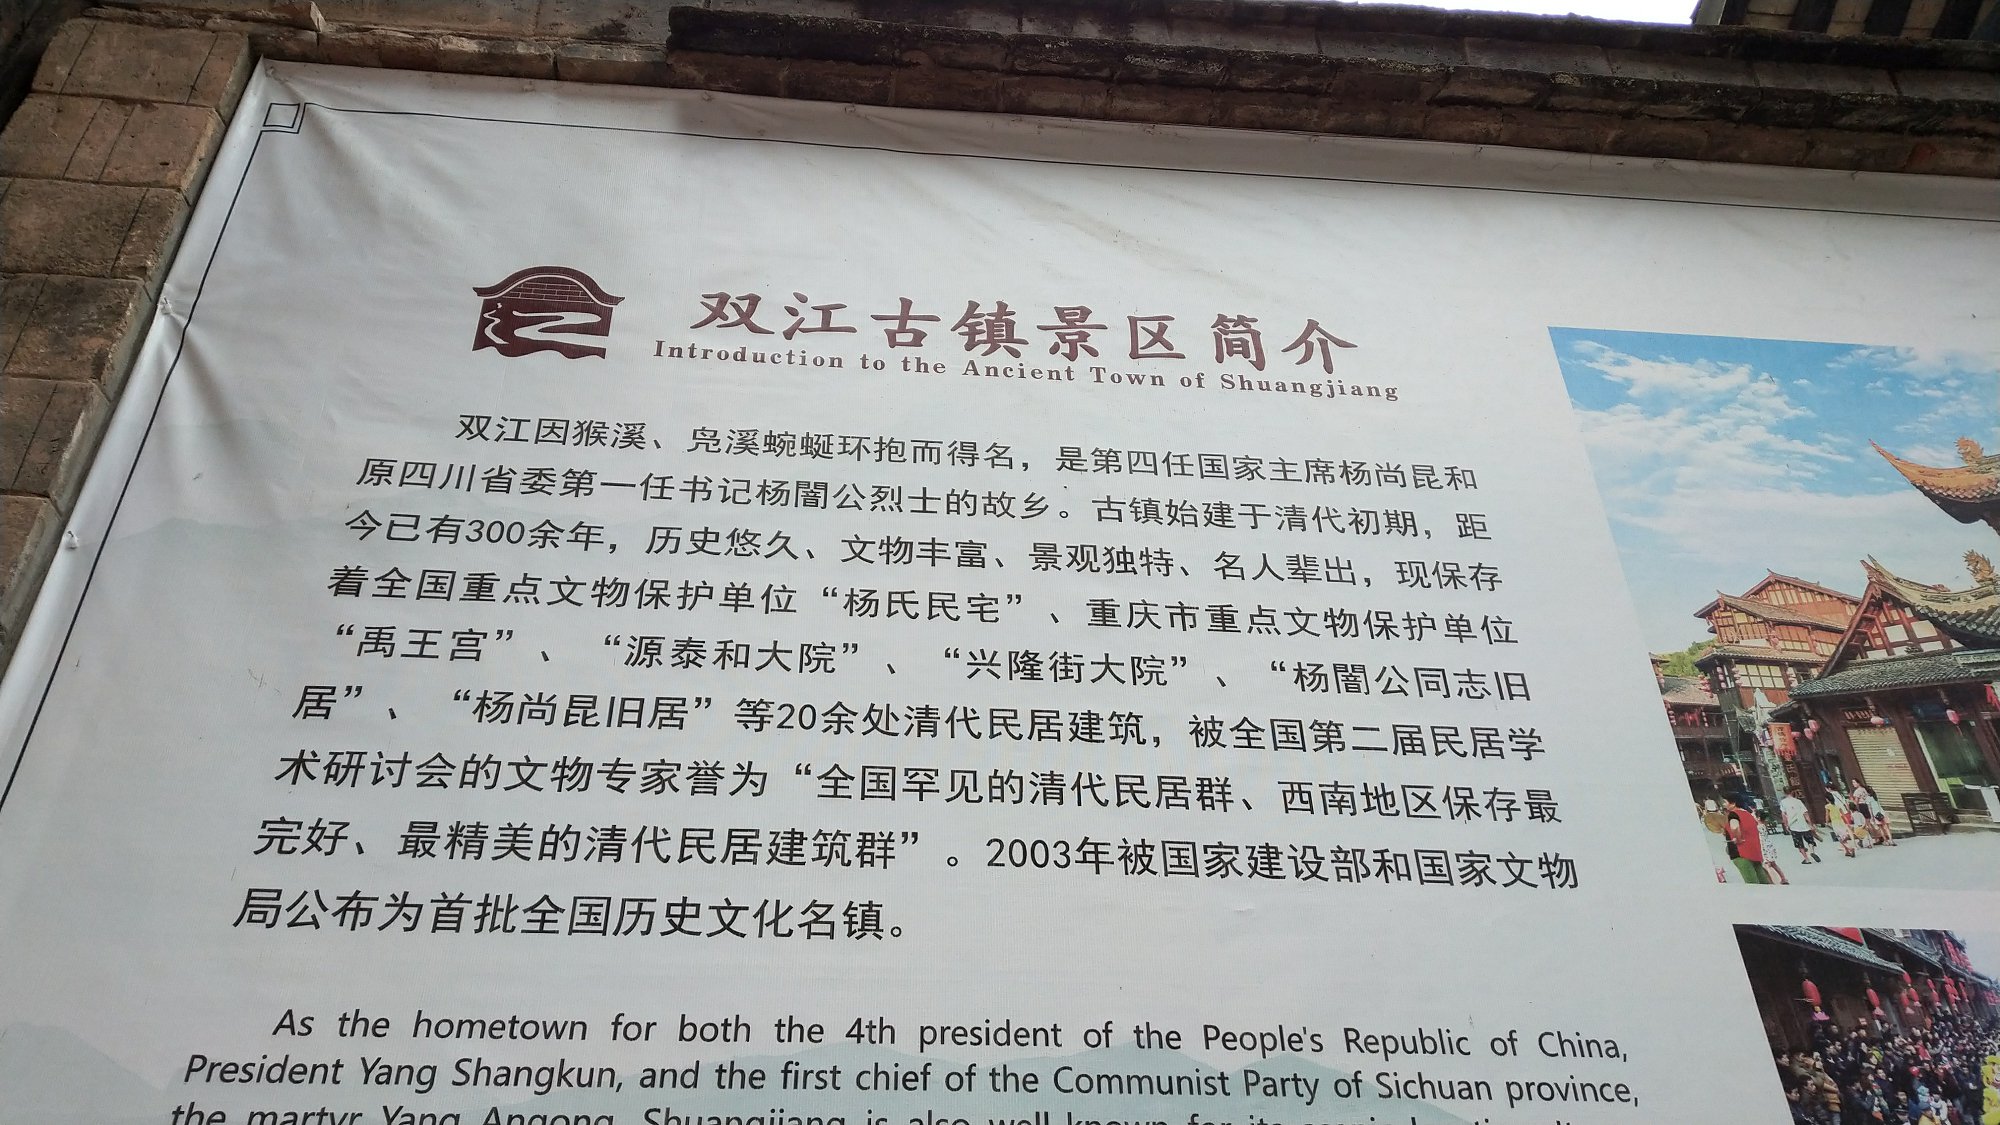 双江古镇景区简介
Introduction to the Ancient Town of Shuangjiang
双江因猴溪、凫溪蜿蜒环抱而得名，是第四任国家主席杨尚昆和
原四川省委第一任书记杨闇公烈士的故乡。古镇始建于清代初期，距
今已有300余年，历史悠久、文物丰富、景观独特、名人辈出，现保存
着全国重点文物保护单位“杨氏民宅”、重庆市重点文物保护单位
“禹王宫”、“源泰和大院”、“兴隆街大院”、“杨闇公同志旧
居”、“杨尚昆旧居”等20余处清代民居建筑，被全国第二届民居学
术研讨会的文物专家誉为“全国罕见的清代民居群、西南地区保存最
完好、最精美的清代民居建筑群”。2003年被国家建设部和国家文物
局公布为首批全国历史文化名镇。
As the hometown for both the 4th president of the People's Republic of China,
President Yang Shangkun, and the first chief of the Communist Party of Sichuan province,
the martyr Yang Angong, Shuangjiang is also well known for its scenic